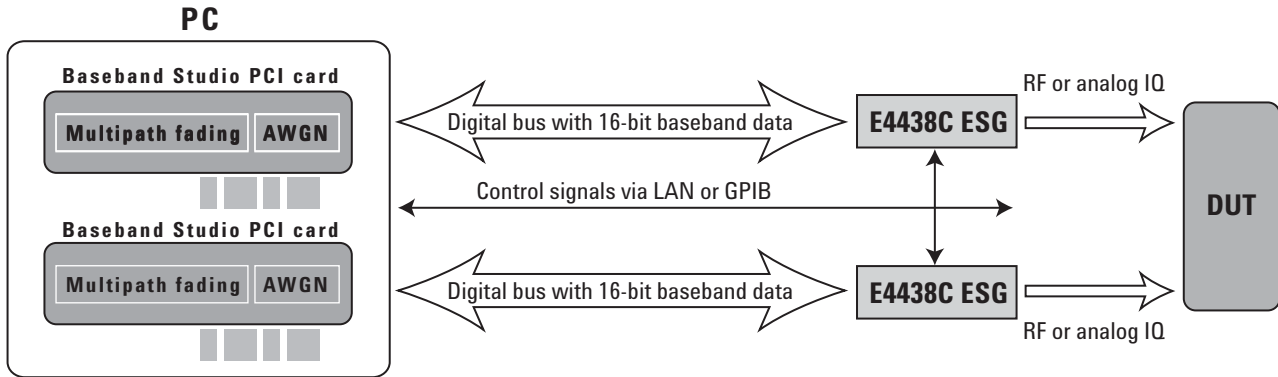 PC
Baseband Studio PCI card
Multipath fading AWGN
Digital bus with 16-bit baseband data
E4438C ESG
RF or analog IQ
Control signals via LAN or GPIB
DUT
Baseband Studio PCI card
Multipath fading AWGN
Digital bus with 16-bit baseband data
E4438C ESG
RF or analog IQ